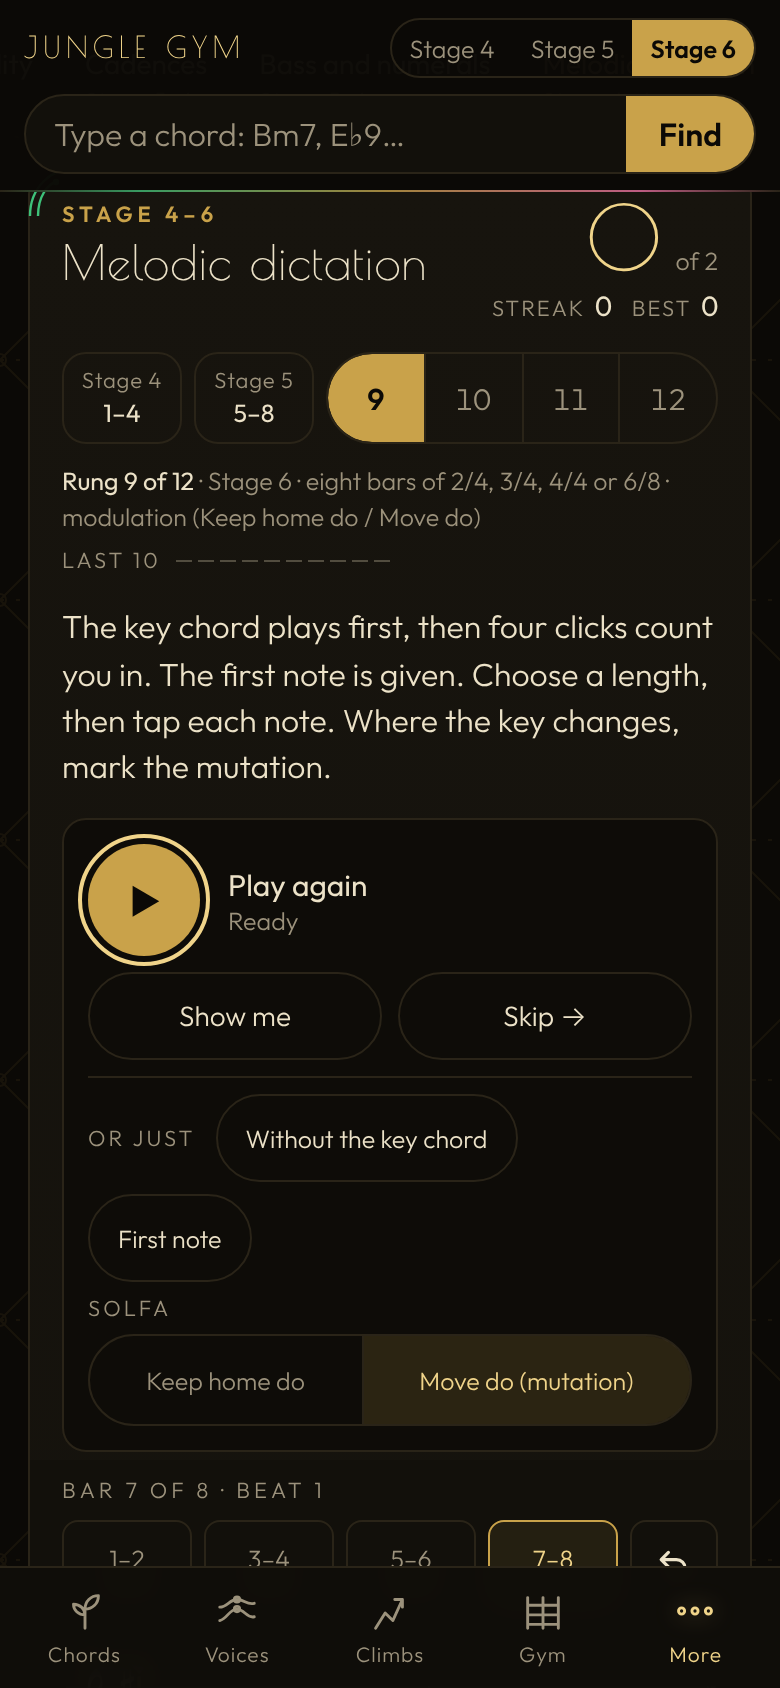 JUNGLE GYM
Stage 4 Stage 5 Stage 6
Type a chord: Bm7, E♭9... Find
STAGE 4–6
Melodic dictation
of 2
STREAK 0 BEST 0
Stage 4 1–4
Stage 5 5–8
9 10 11 12
Rung 9 of 12 · Stage 6 · eight bars of 2/4, 3/4, 4/4 or 6/8 ·
modulation (Keep home do / Move do)
LAST 10 — — — — — — — — — —
The key chord plays first, then four clicks count
you in. The first note is given. Choose a length,
then tap each note. Where the key changes,
mark the mutation.
Play again
Ready
Show me Skip →
OR JUST Without the key chord
First note
SOLFA
Keep home do Move do (mutation)
BAR 7 OF 8 · BEAT 1
1–2 3–4 5–6 7–8
Chords Voices Climbs Gym More